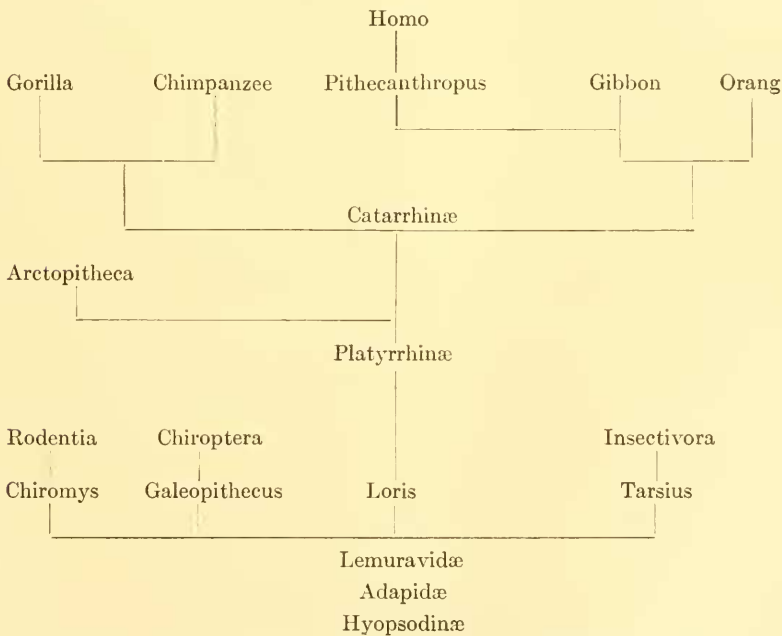 Homo
Gorilla Chimpanzee Pithecanthropus Gibbon Orang
Catarrhinæ
Arctopitheca
Platyrrhinæ
Rodentia Chiroptera Insectivora
Chiromys Galeopithecus Loris Tarsius
Lemuravidæ
Adapidæ
Hyopsodinæ